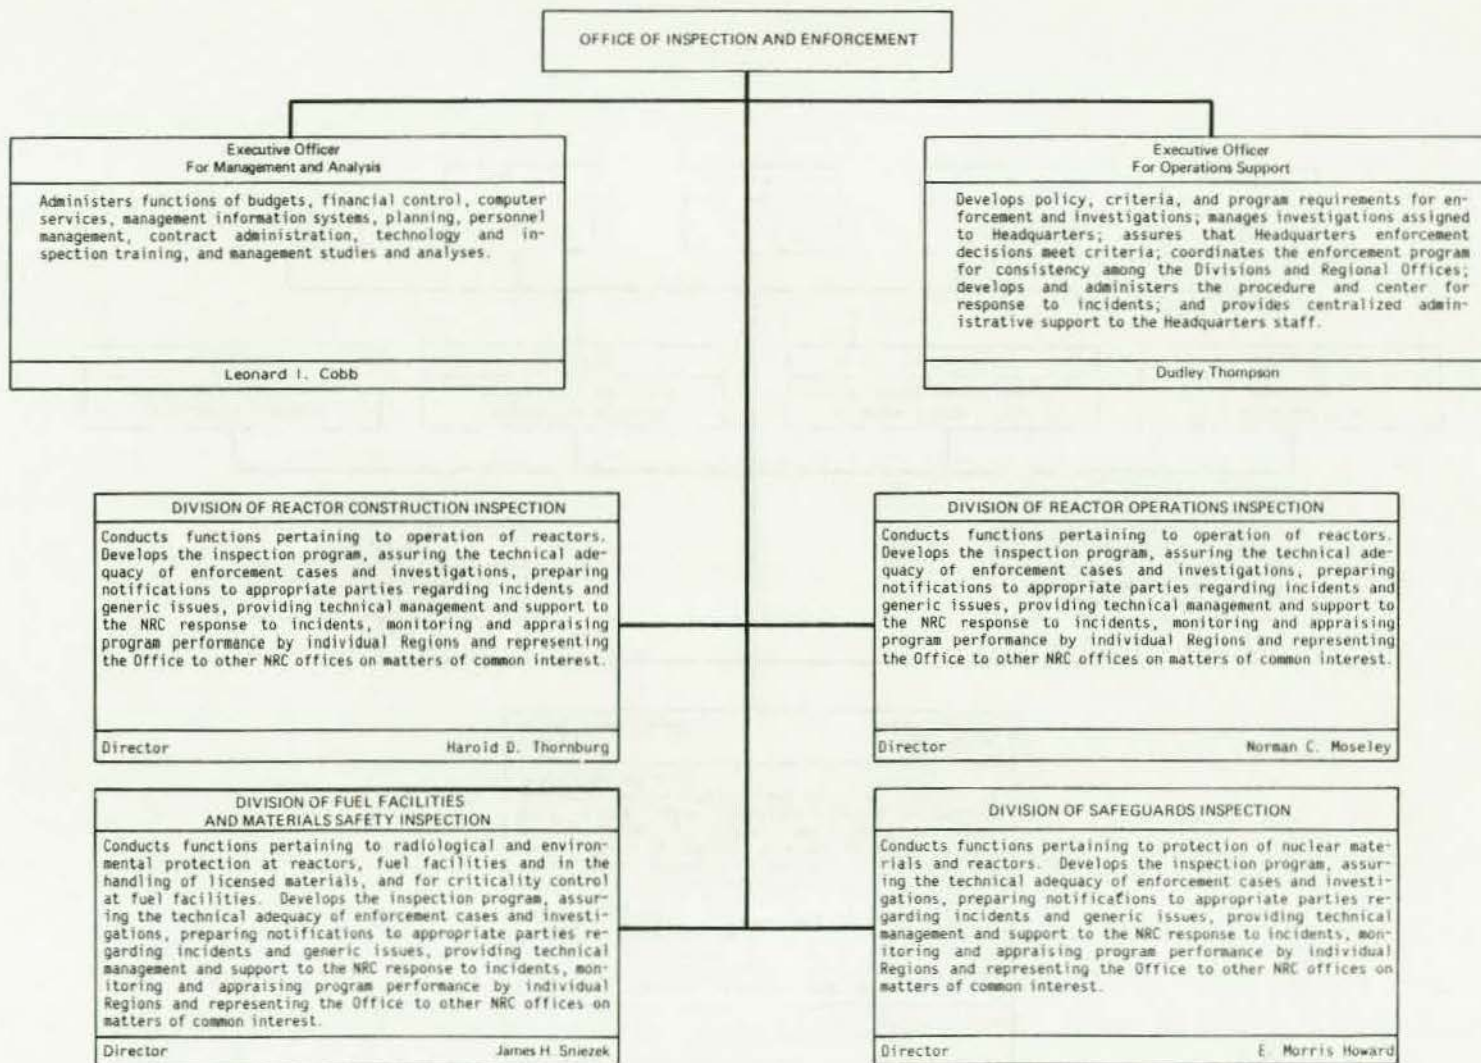 OFFICE OF INSPECTION AND ENFORCEMENT
Executive Officer
For Management and Analysis
Administers functions of budgets, financial control, computer
services, management information systems, planning, personnel
management, contract administration, technology and in-
spection training, and management studies and analyses.
Leonard I. Cobb
Executive Officer
For Operations Support
Develops policy, criteria, and program requirements for en-
forcement and investigations; manages investigations assigned
to Headquarters; assures that Headquarters enforcement
decisions meet criteria; coordinates the enforcement program
for consistency among the Divisions and Regional Offices;
develops and administers the procedure and center for
response to incidents; and provides centralized admin-
istrative support to the Headquarters staff.
Dudley Thompson
DIVISION OF REACTOR CONSTRUCTION INSPECTION
Conducts functions pertaining to operation of reactors.
Develops the inspection program, assuring the technical ade-
quacy of enforcement cases and investigations, preparing
notifications to appropriate parties regarding incidents and
generic issues, providing technical management and support to
the NRC response to incidents, monitoring and appraising
program performance by individual Regions and representing
the Office to other NRC offices on matters of common interest.
Director Harold D. Thornburg
DIVISION OF REACTOR OPERATIONS INSPECTION
Conducts functions pertaining to operation of reactors.
Develops the inspection program, assuring the technical ade-
quacy of enforcement cases and investigations, preparing
notifications to appropriate parties regarding incidents and
generic issues, providing technical management and support to
the NRC response to incidents, monitoring and appraising
program performance by individual Regions and representing
the Office to other NRC offices on matters of common interest.
Director Norman C. Moseley
DIVISION OF FUEL FACILITIES
AND MATERIALS SAFETY INSPECTION
Conducts functions pertaining to radiological and environ-
mental protection at reactors, fuel facilities and in the
handling of licensed materials, and for criticality control
at fuel facilities. Develops the inspection program, assur-
ing the technical adequacy of enforcement cases and investi-
gations, preparing notifications to appropriate parties re-
garding incidents and generic issues, providing technical
management and support to the NRC response to incidents, mon-
itoring and appraising program performance by individual
Regions and representing the Office to other NRC offices on
matters of common interest.
Director James H. Sniezek
DIVISION OF SAFEGUARDS INSPECTION
Conducts functions pertaining to protection of nuclear mate-
rials and reactors. Develops the inspection program, assur-
ing the technical adequacy of enforcement cases and investi-
gations, preparing notifications to appropriate parties re-
garding incidents and generic issues, providing technical
management and support to the NRC response to incidents, mon-
itoring and appraising program performance by individual
Regions and representing the Office to other NRC offices on
matters of common interest.
Director E. Morris Howard